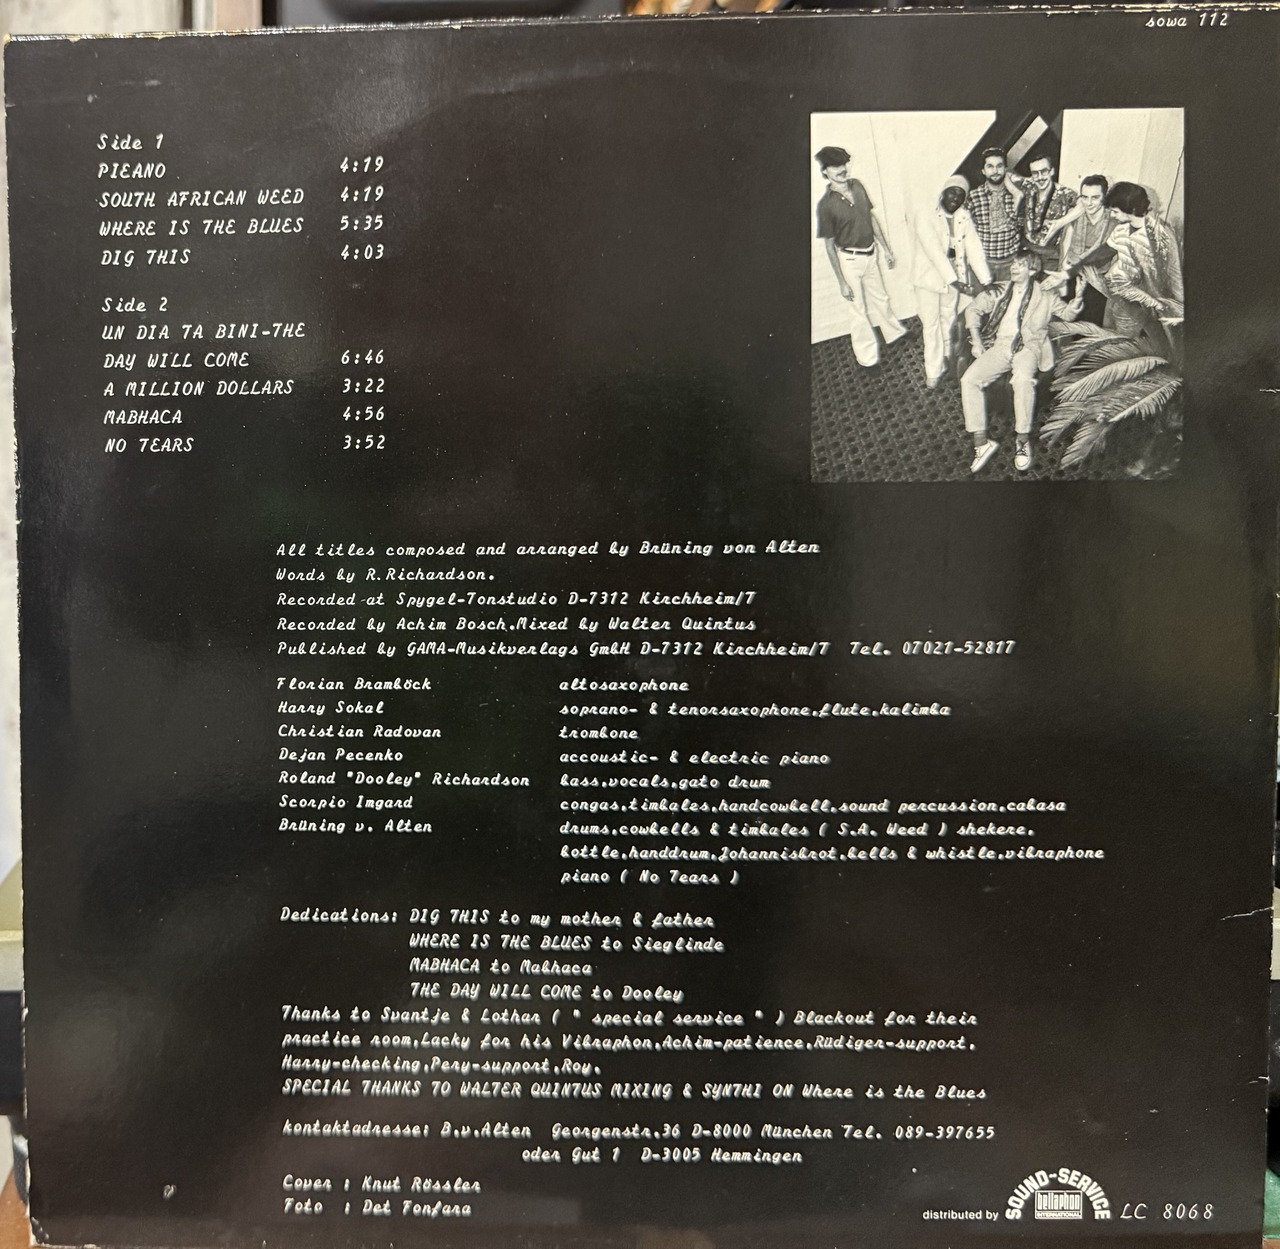 sowa 112
Side 1
PIEANO 4:19
SOUTH AFRICAN WEED 4:19
WHERE IS THE BLUES 5:35
DIG THIS 4:03
Side 2
UN DIA TA BINI-THE
DAY WILL COME 6:46
A MILLION DOLLARS 3:22
MABHACA 4:56
NO TEARS 3:52
All titles composed and arranged by Brüning von Alten
Words by R.Richardson.
Recorded at Spygel-Tonstudio D-7312 Kirchheim/T
Recorded by Achim Bosch.Mixed by Walter Quintus
Published by GAMA-Musikverlags GmbH D-7312 Kirchheim/T Tel. 07021-52817
Florian Bramböck altosaxophone
Harry Sokal soprano- & tenorsaxophone,flute,kalimba
Christian Radovan trombone
Dejan Pecenko accoustic- & electric piano
Roland "Dooley" Richardson bass,vocals,gato drum
Scorpio Imgard congas,timbales,handcowbell,sound percussion,cabasa
Brüning v. Alten drums,cowbells & timbales ( S.A. Weed ) shekere,
bottle,handdrum,Johannisbrot,bells & whistle,vibraphone
piano ( No Tears )
Dedications: DIG THIS to my mother & father
WHERE IS THE BLUES to Sieglinde
MABHACA to Mabhaca
THE DAY WILL COME to Dooley
Thanks to Svantje & Lothar ( " special service " ) Blackout for their
practice room,Lacky for his Vibraphon,Achim-patience,Rüdiger-support,
Harry-checking,Pery-support,Roy.
SPECIAL THANKS TO WALTER QUINTUS MIXING & SYNTHI ON Where is the Blues
kontaktadresse: B.v.Alten Georgenstr.36 D-8000 München Tel. 089-397655
oder Gut 1 D-3005 Hemmingen
Cover : Knut Rössler
Foto : Det Fonfara
distributed by SOUND-SERVICE bellaphon INTERNATIONAL LC 8068